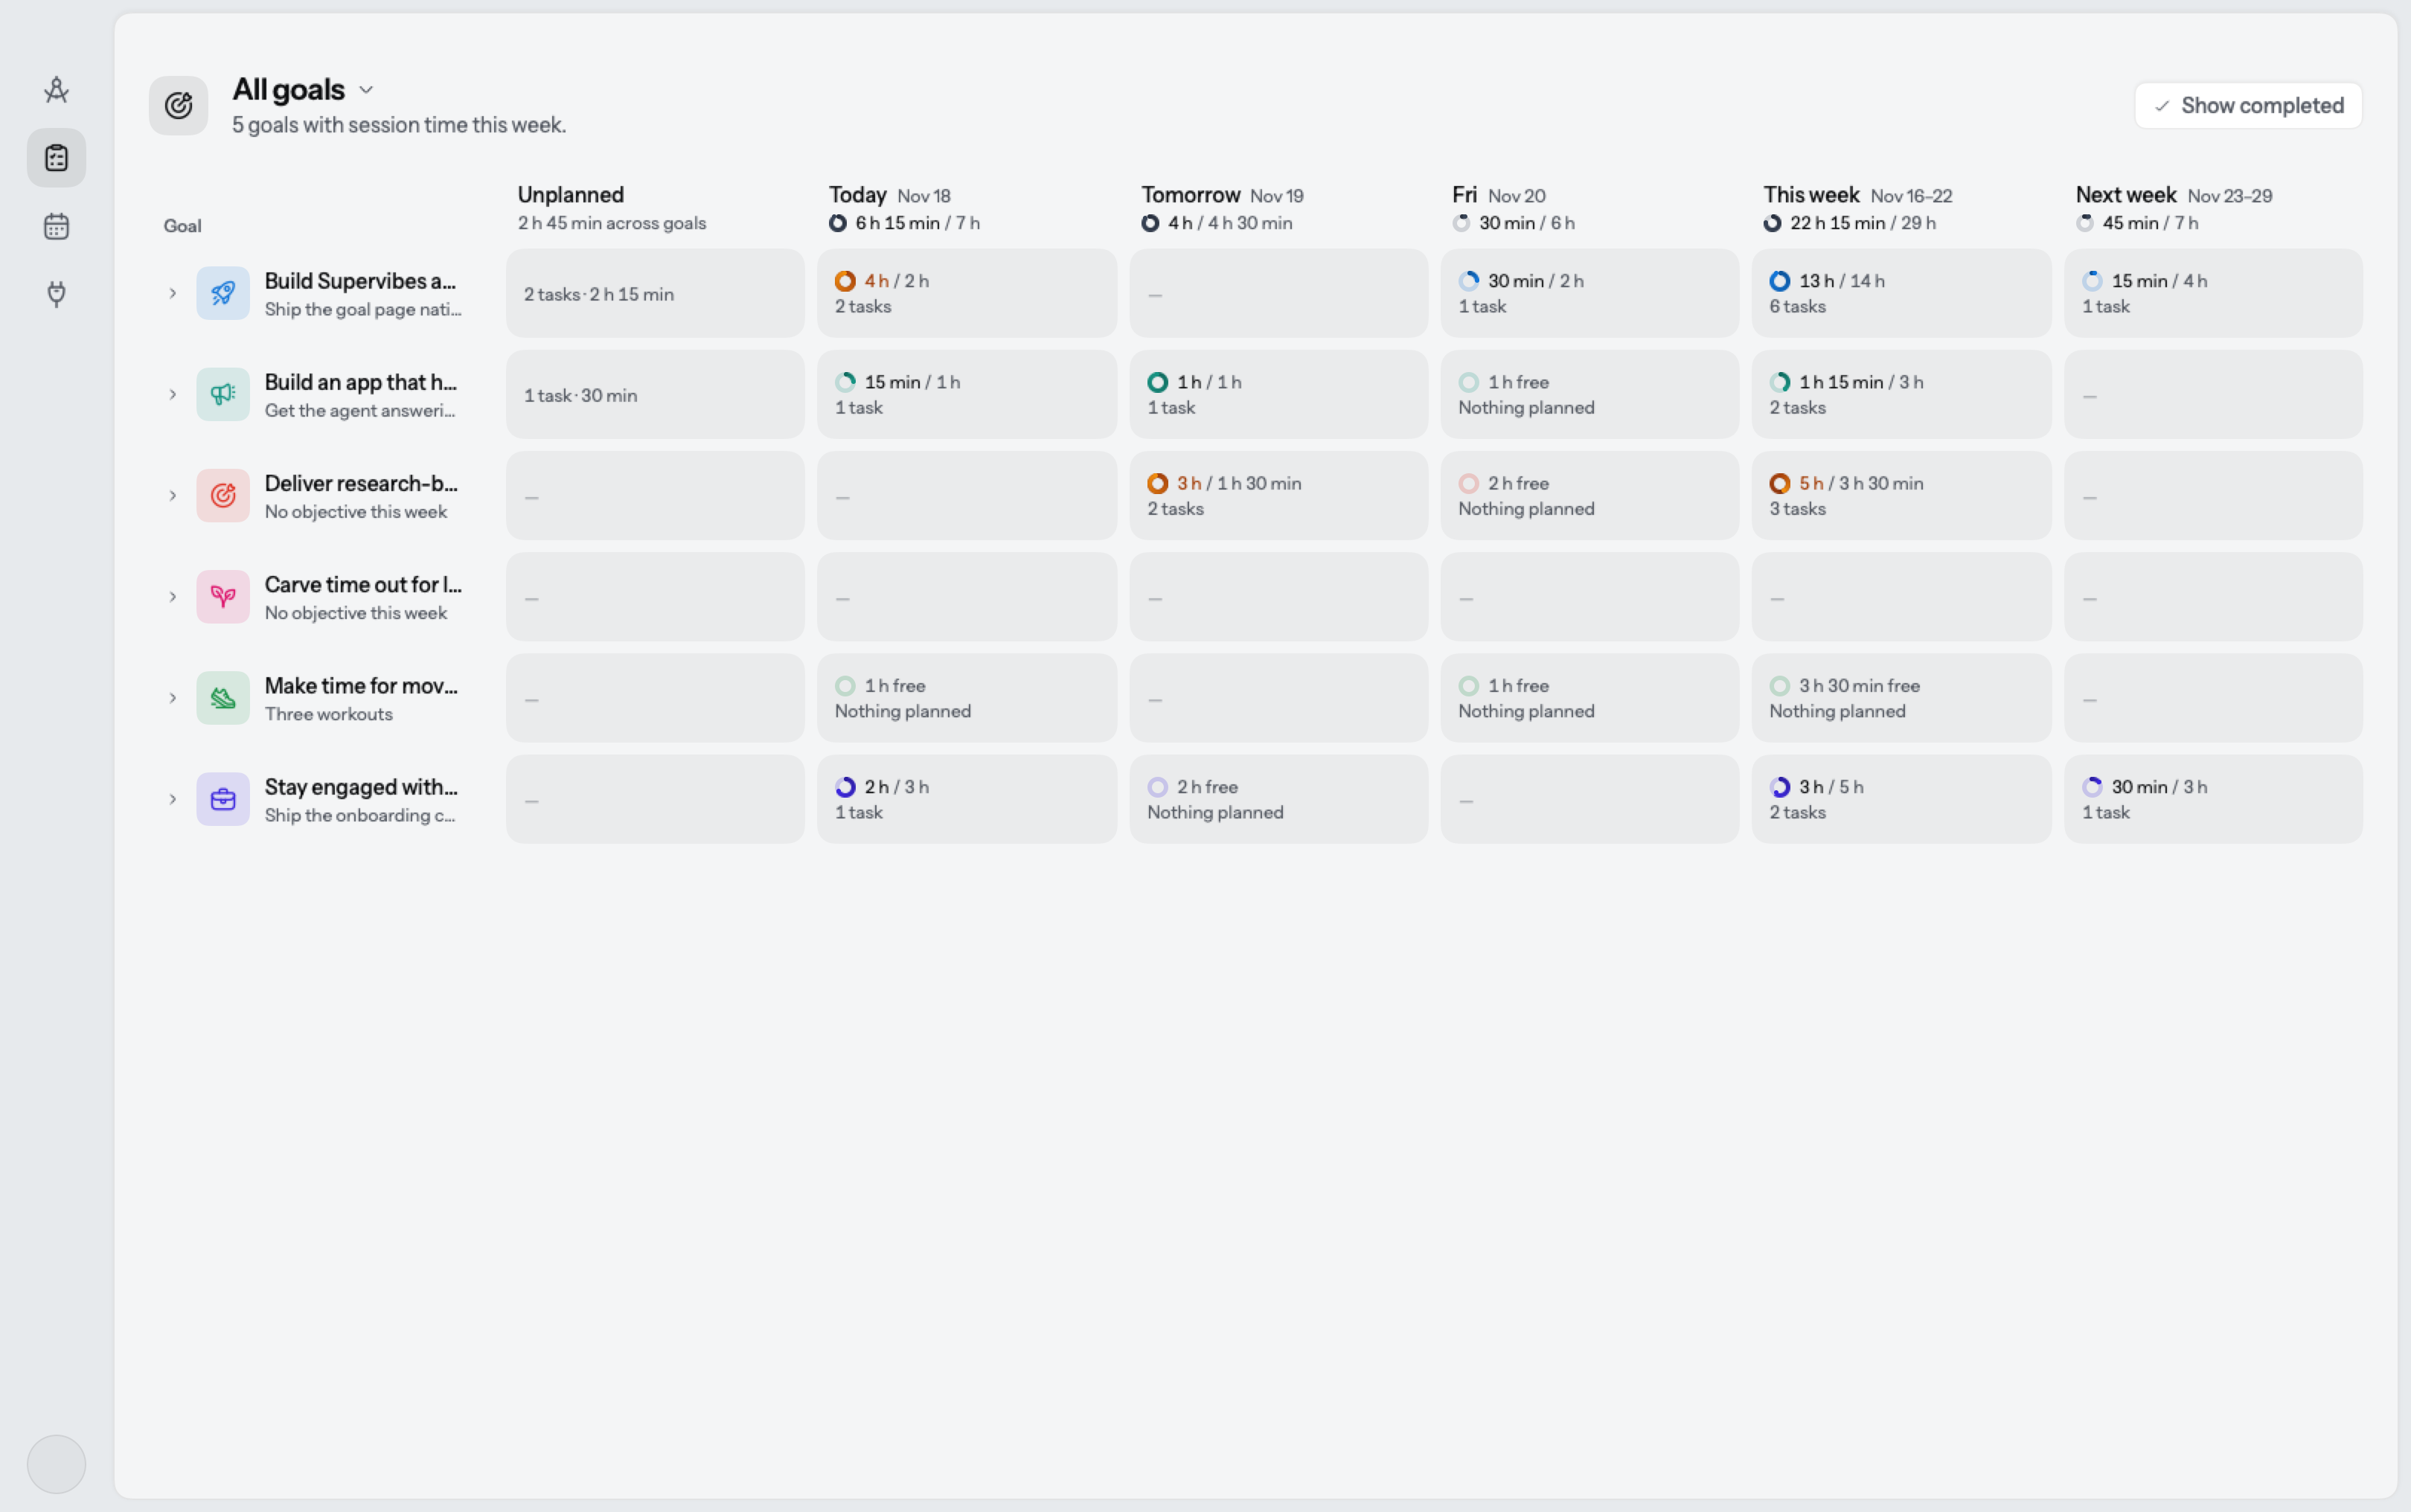 All goals
5 goals with session time this week.
Show completed
Goal
Unplanned
2 h 45 min across goals
Today Nov 18
6 h 15 min / 7 h
Tomorrow Nov 19
4 h / 4 h 30 min
Fri Nov 20
30 min / 6 h
This week Nov 16–22
22 h 15 min / 29 h
Next week Nov 23–29
45 min / 7 h
Build Supervibes a...
Ship the goal page nati...
2 tasks · 2 h 15 min
4 h / 2 h
2 tasks
–
30 min / 2 h
1 task
13 h / 14 h
6 tasks
15 min / 4 h
1 task
Build an app that h...
Get the agent answeri...
1 task · 30 min
15 min / 1 h
1 task
1 h / 1 h
1 task
1 h free
Nothing planned
1 h 15 min / 3 h
2 tasks
–
Deliver research-b...
No objective this week
–
–
3 h / 1 h 30 min
2 tasks
2 h free
Nothing planned
5 h / 3 h 30 min
3 tasks
–
Carve time out for l...
No objective this week
–
–
–
–
–
–
Make time for mov...
Three workouts
–
1 h free
Nothing planned
–
1 h free
Nothing planned
3 h 30 min free
Nothing planned
–
Stay engaged with...
Ship the onboarding c...
–
2 h / 3 h
1 task
2 h free
Nothing planned
–
3 h / 5 h
2 tasks
30 min / 3 h
1 task